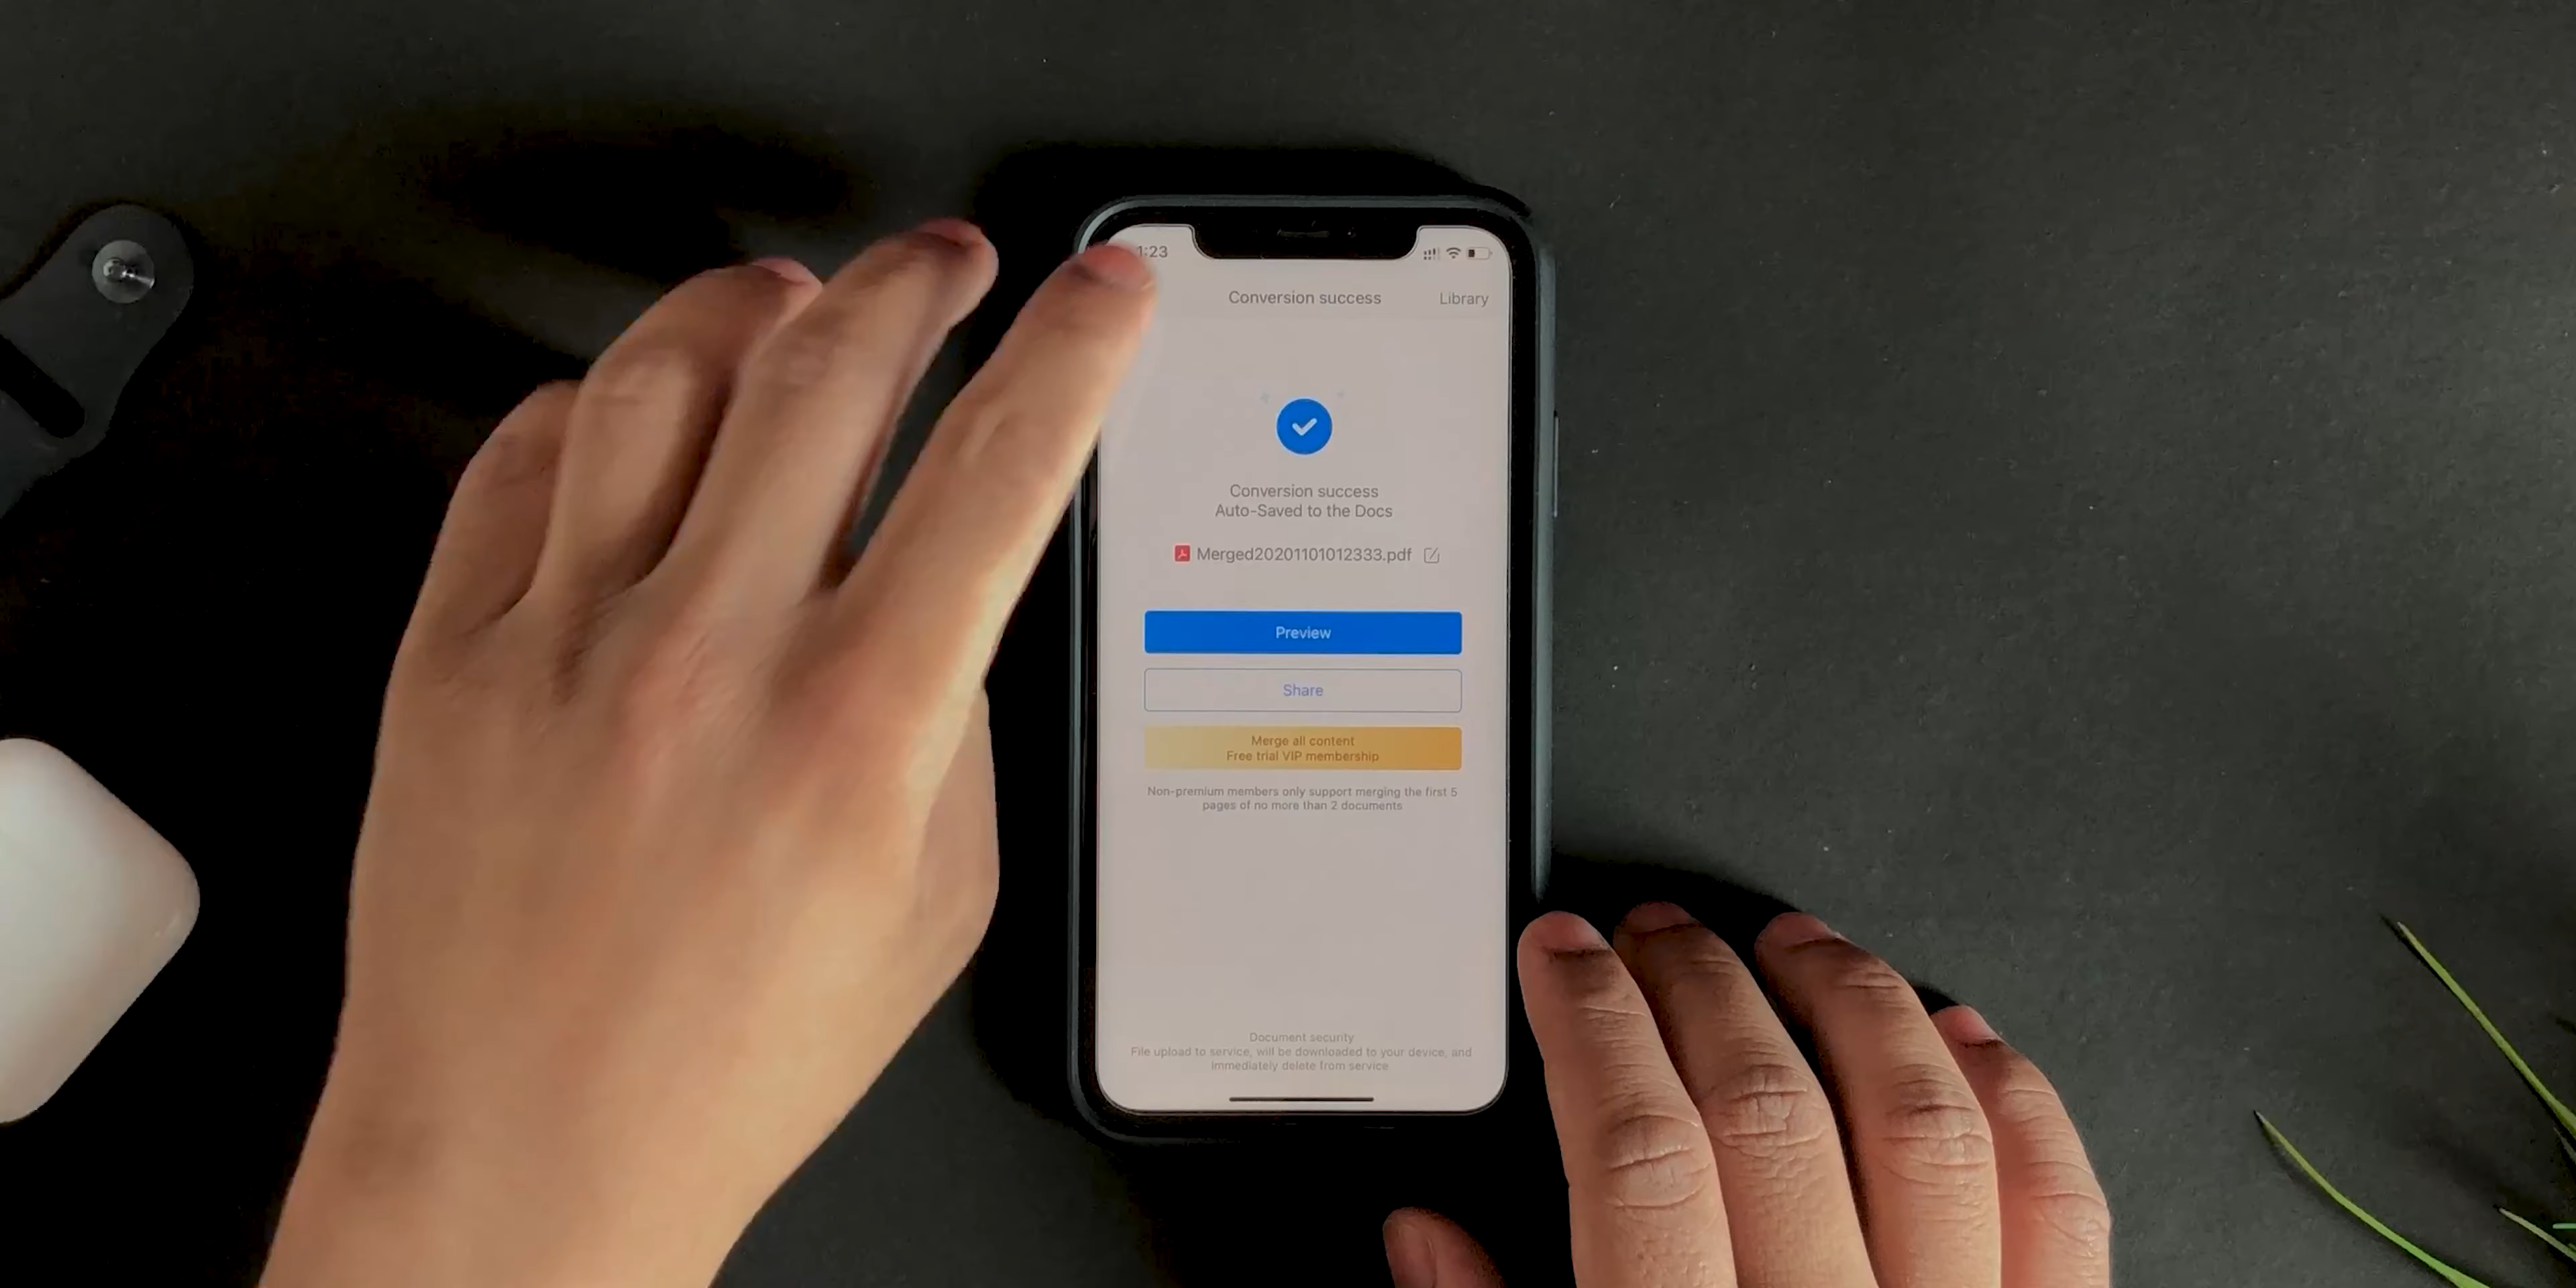 1:23
Conversion success
Library
Conversion success
Auto-Saved to the Docs
Merged20201101012333.pdf
Preview
Share
Merge all content
Free trial VIP membership
Non-premium members only support merging the first 5
pages of no more than 2 documents
Document security
File upload to service, will be downloaded to your device, and
immediately delete from service